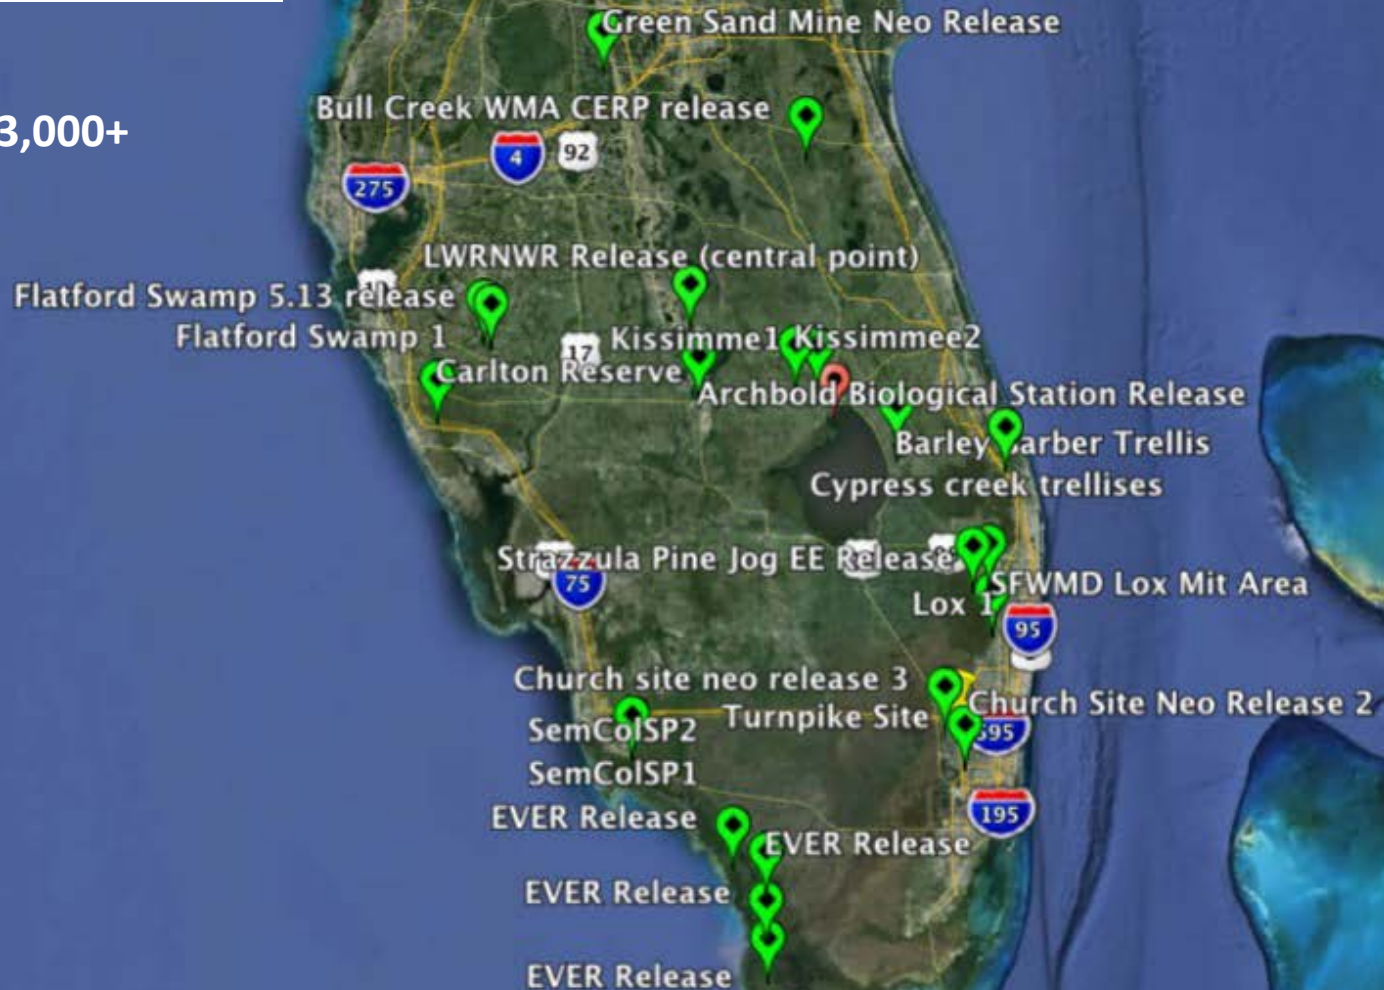 Green Sand Mine Neo Release
Bull Creek WMA CERP release
3,000+
4
92
275
LWRNWR Release (central point)
Flatford Swamp 5.13 release
Flatford Swamp 1
Kissimme1
Kissimmee2
17
Carlton Reserve
Archbold Biological Station Release
Barley Barber Trellis
Cypress creek trellises
Strazzula Pine Jog EE Release
75
SFWMD Lox Mit Area
Lox 1
95
Church site neo release 3
Church Site Neo Release 2
Turnpike Site
SemColSP2
595
SemColSP1
195
EVER Release
EVER Release
EVER Release
EVER Release